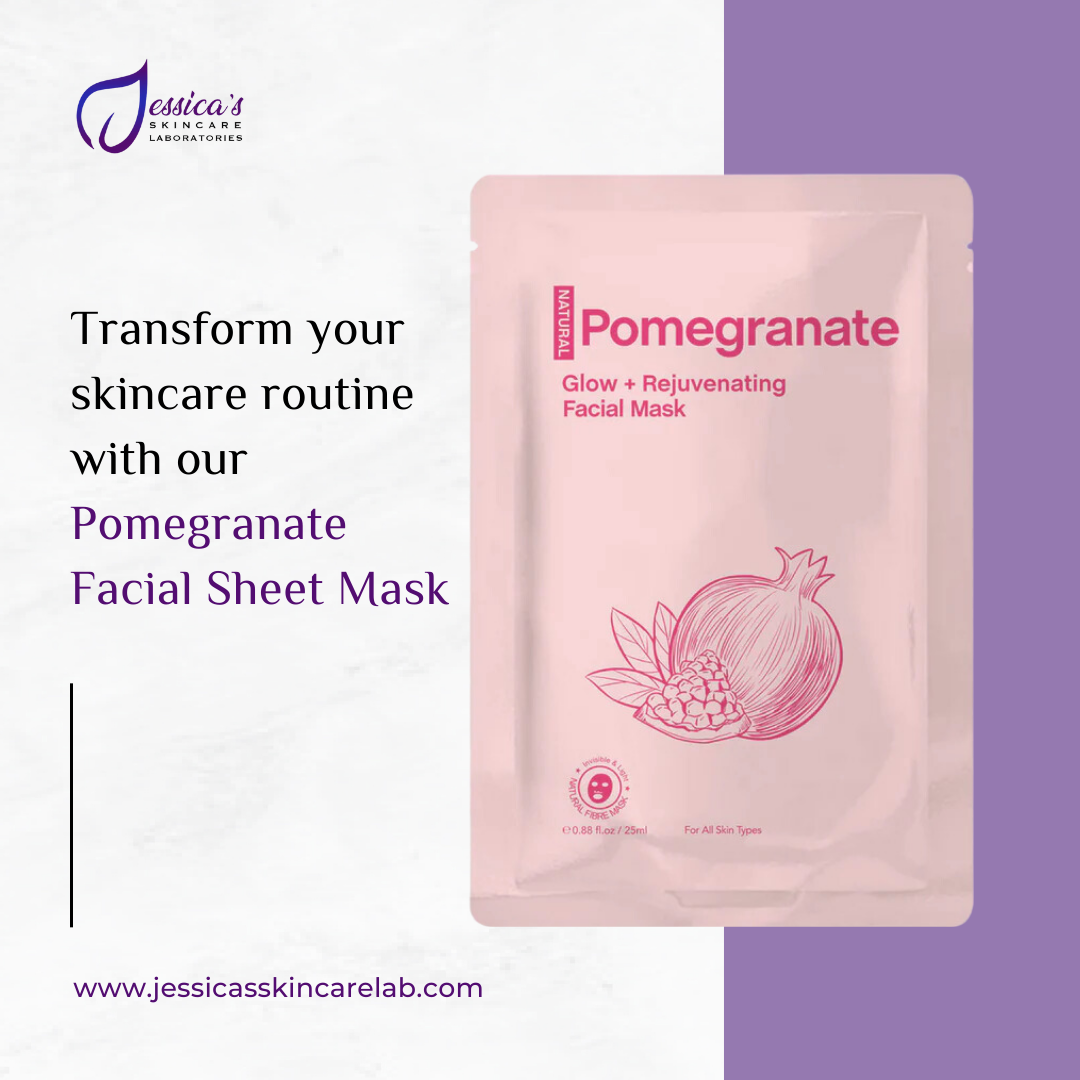 Jessica's
SKINCARE
LABORATORIES
Transform your
skincare routine
with our
Pomegranate
Facial Sheet Mask
www.jessicasskincarelab.com
NATURAL
Pomegranate
Glow + Rejuvenating
Facial Mask
Invisible & Light
NATURAL FIBRE MASK
℮0.88 fl.oz / 25ml
For All Skin Types